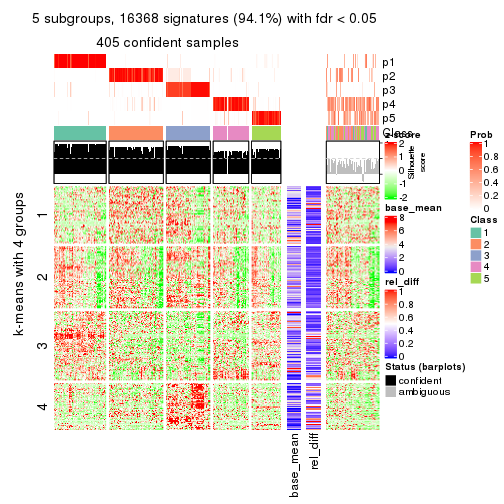 5 subgroups, 16368 signatures (94.1%) with fdr < 0.05
405 confident samples
p1
p2
p3
p4
p5
Class
Silhouette
score
k-means with 4 groups
1
2
3
4
base_mean
rel_diff
z-score
2
1
0
-1
-2
base_mean
8
6
4
2
0
rel_diff
1
0.8
0.6
0.4
0.2
0
Status (barplots)
confident
ambiguous
Prob
1
0.8
0.6
0.4
0.2
0
Class
1
2
3
4
5